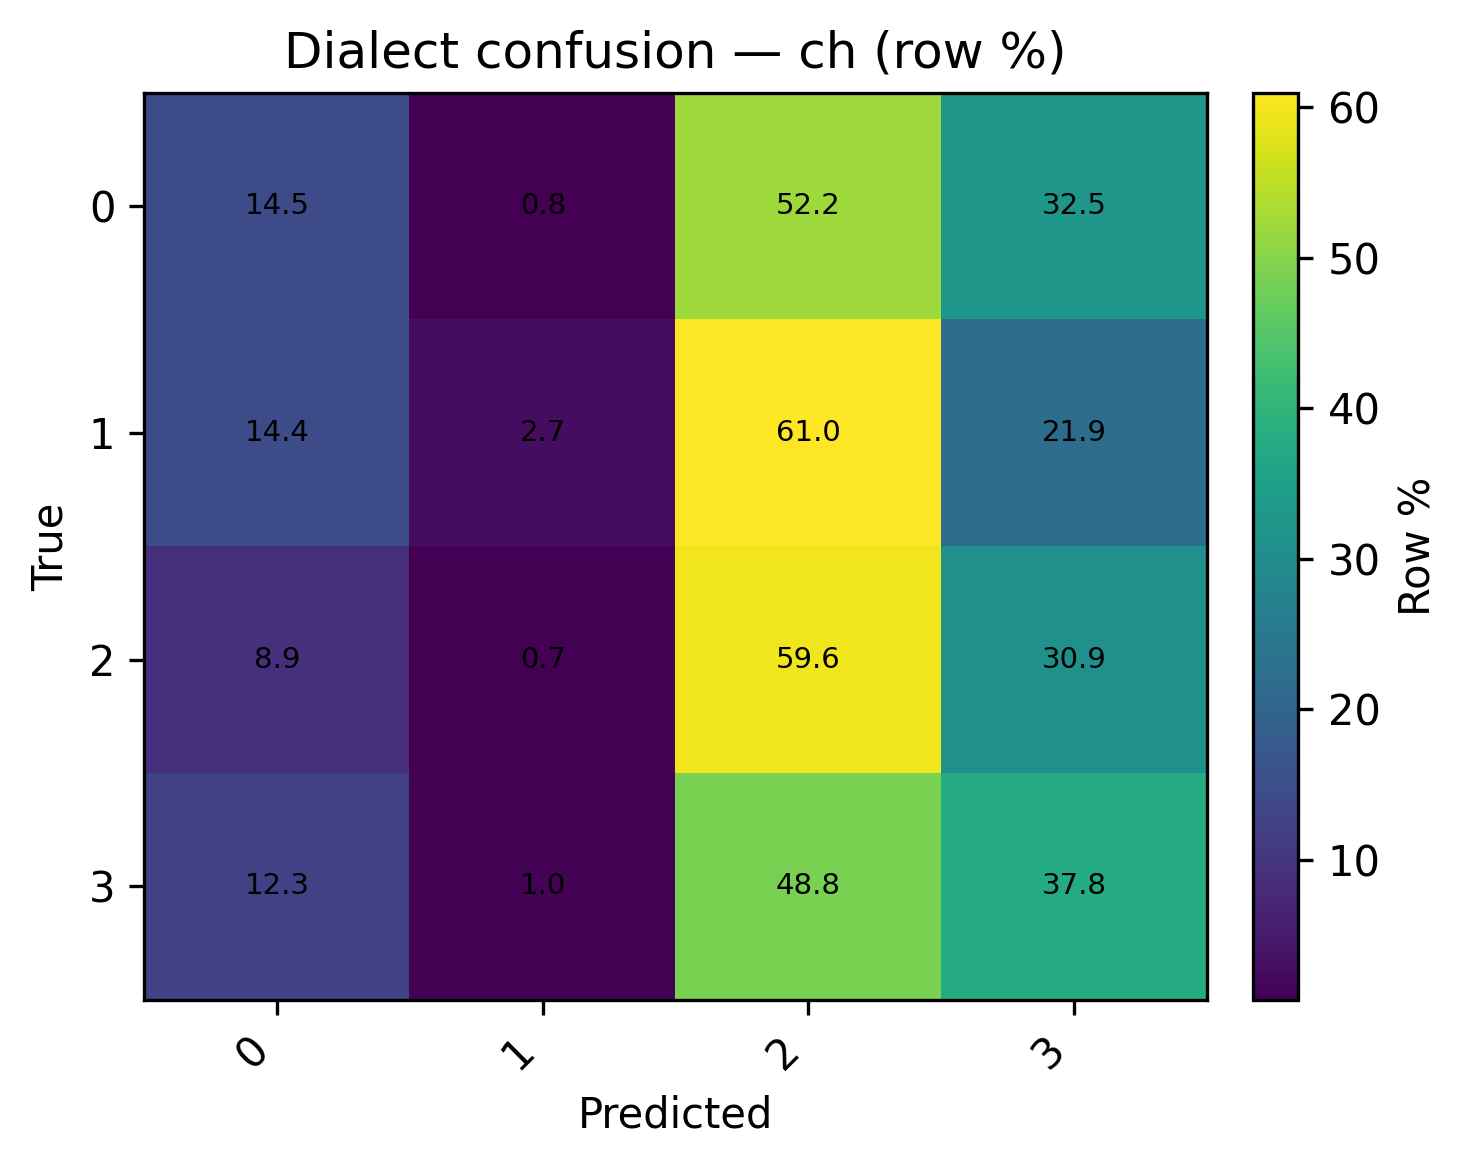 Dialect confusion — ch (row %)
0 14.5 0.8 52.2 32.5
1 14.4 2.7 61.0 21.9
2 8.9 0.7 59.6 30.9
3 12.3 1.0 48.8 37.8
True
0 1 2 3
Predicted
60
50
40
30
20
10
Row %